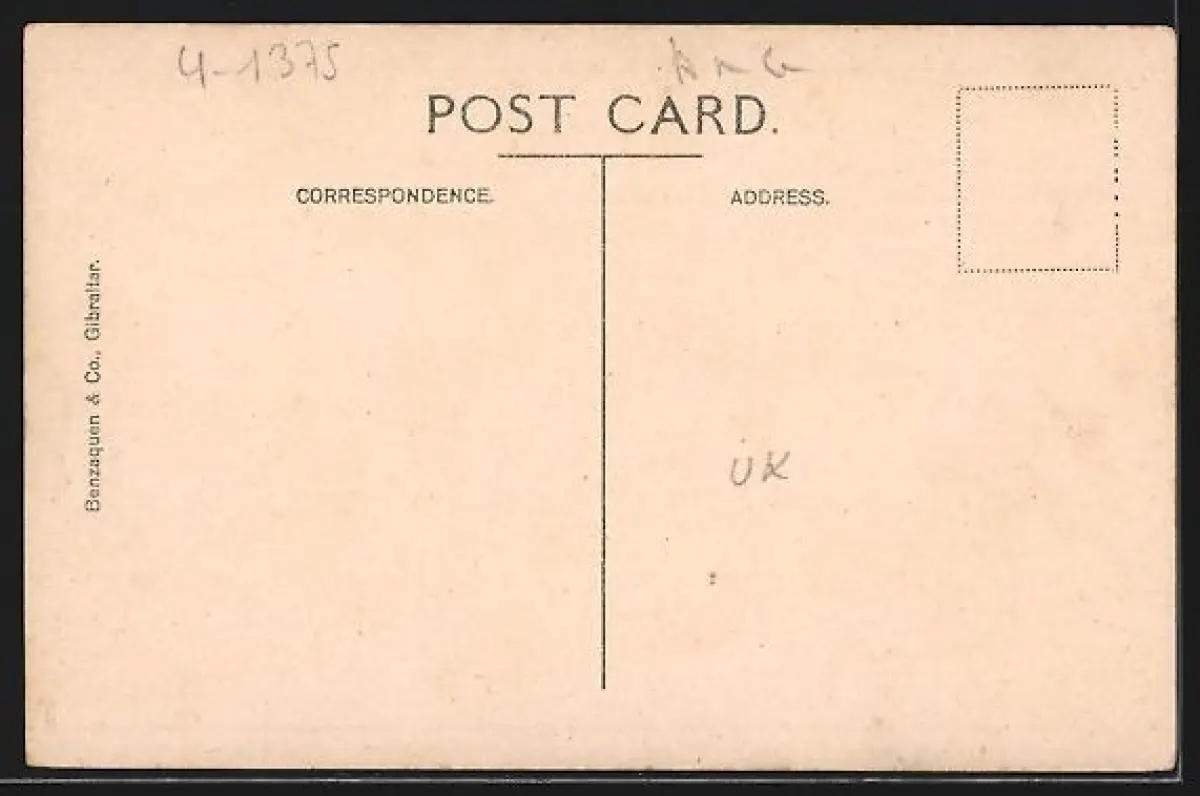 4-1375
POST CARD.
CORRESPONDENCE.
ADDRESS.
Benzaquen & Co., Gibraltar.
UK